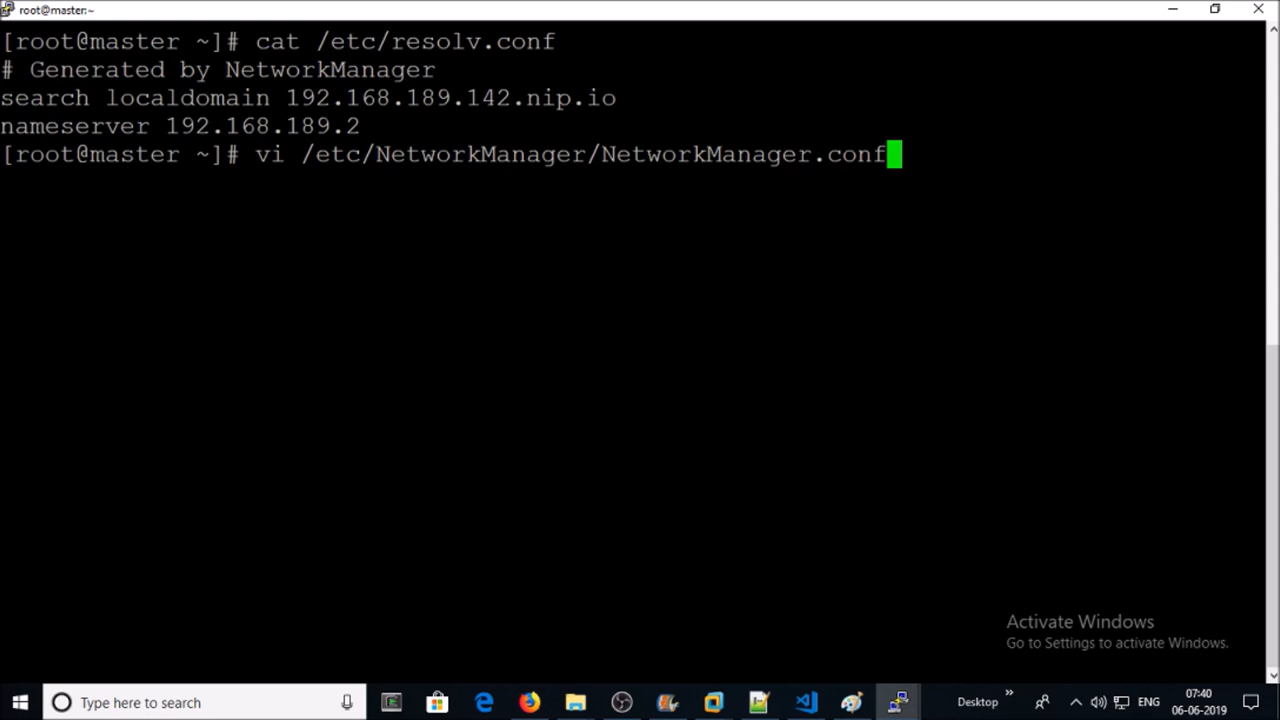 root@master:~
[root@master ~]# cat /etc/resolv.conf
# Generated by NetworkManager
search localdomain 192.168.189.142.nip.io
nameserver 192.168.189.2
[root@master ~]# vi /etc/NetworkManager/NetworkManager.conf
Activate Windows
Go to Settings to activate Windows.
Type here to search
Desktop
»
ENG
07:40
06-06-2019